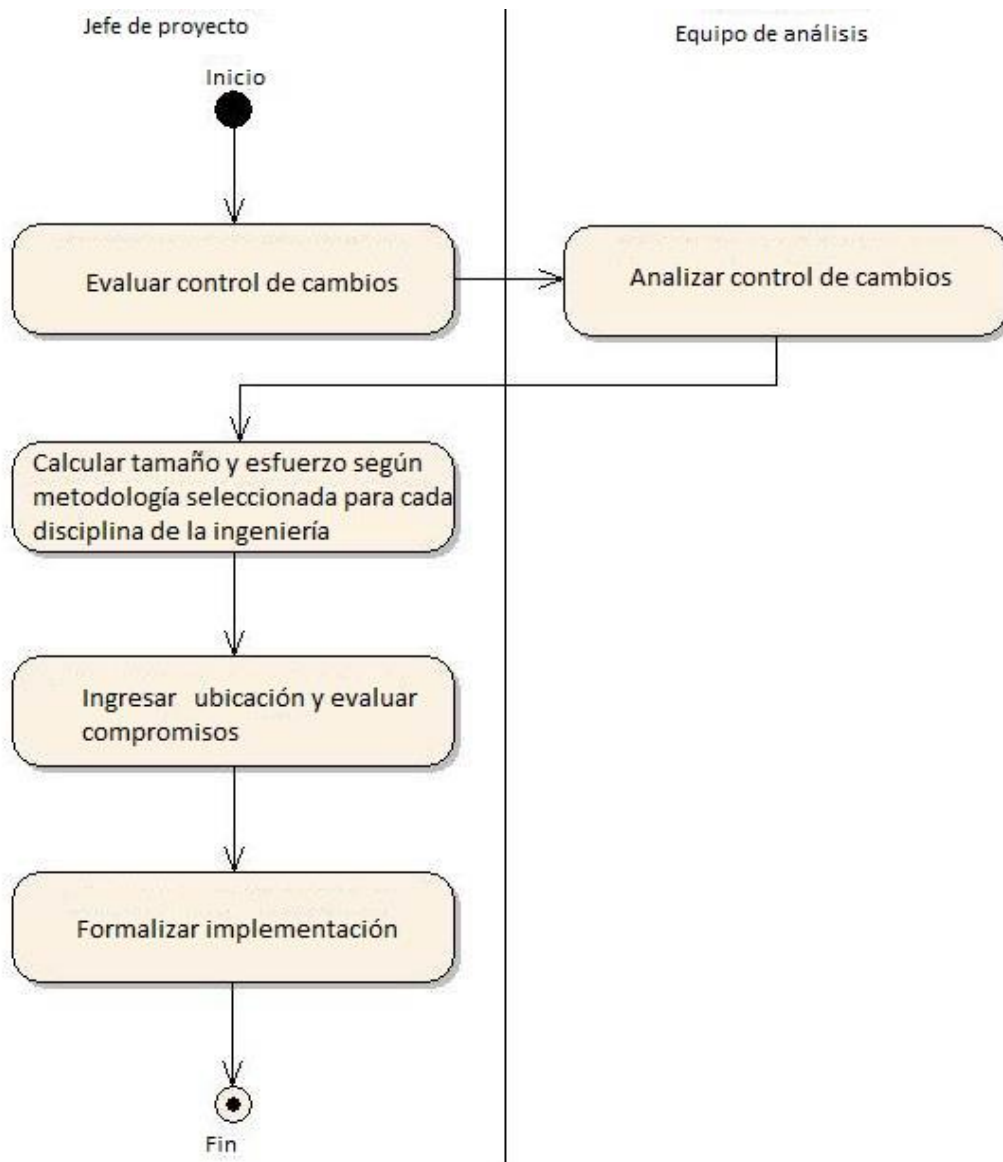 Jefe de proyecto
Equipo de análisis
Inicio
Evaluar control de cambios
Analizar control de cambios
Calcular tamaño y esfuerzo según
metodología seleccionada para cada
disciplina de la ingeniería
Ingresar ubicación y evaluar
compromisos
Formalizar implementación
Fin